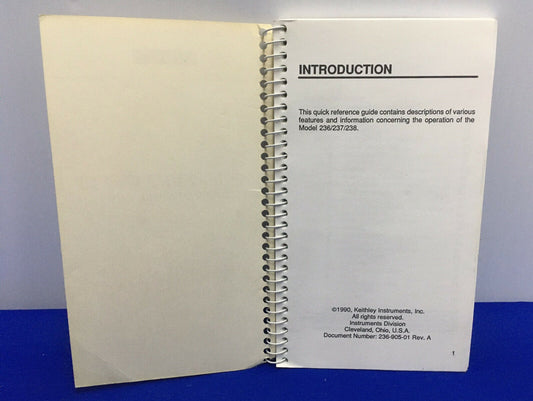 INTRODUCTION
This quick reference guide contains descriptions of various
features and information concerning the operation of the
Model 236/237/238.
©1990, Keithley Instruments, Inc.
All rights reserved.
Instruments Division
Cleveland, Ohio, U.S.A.
Document Number: 236-905-01 Rev. A
1